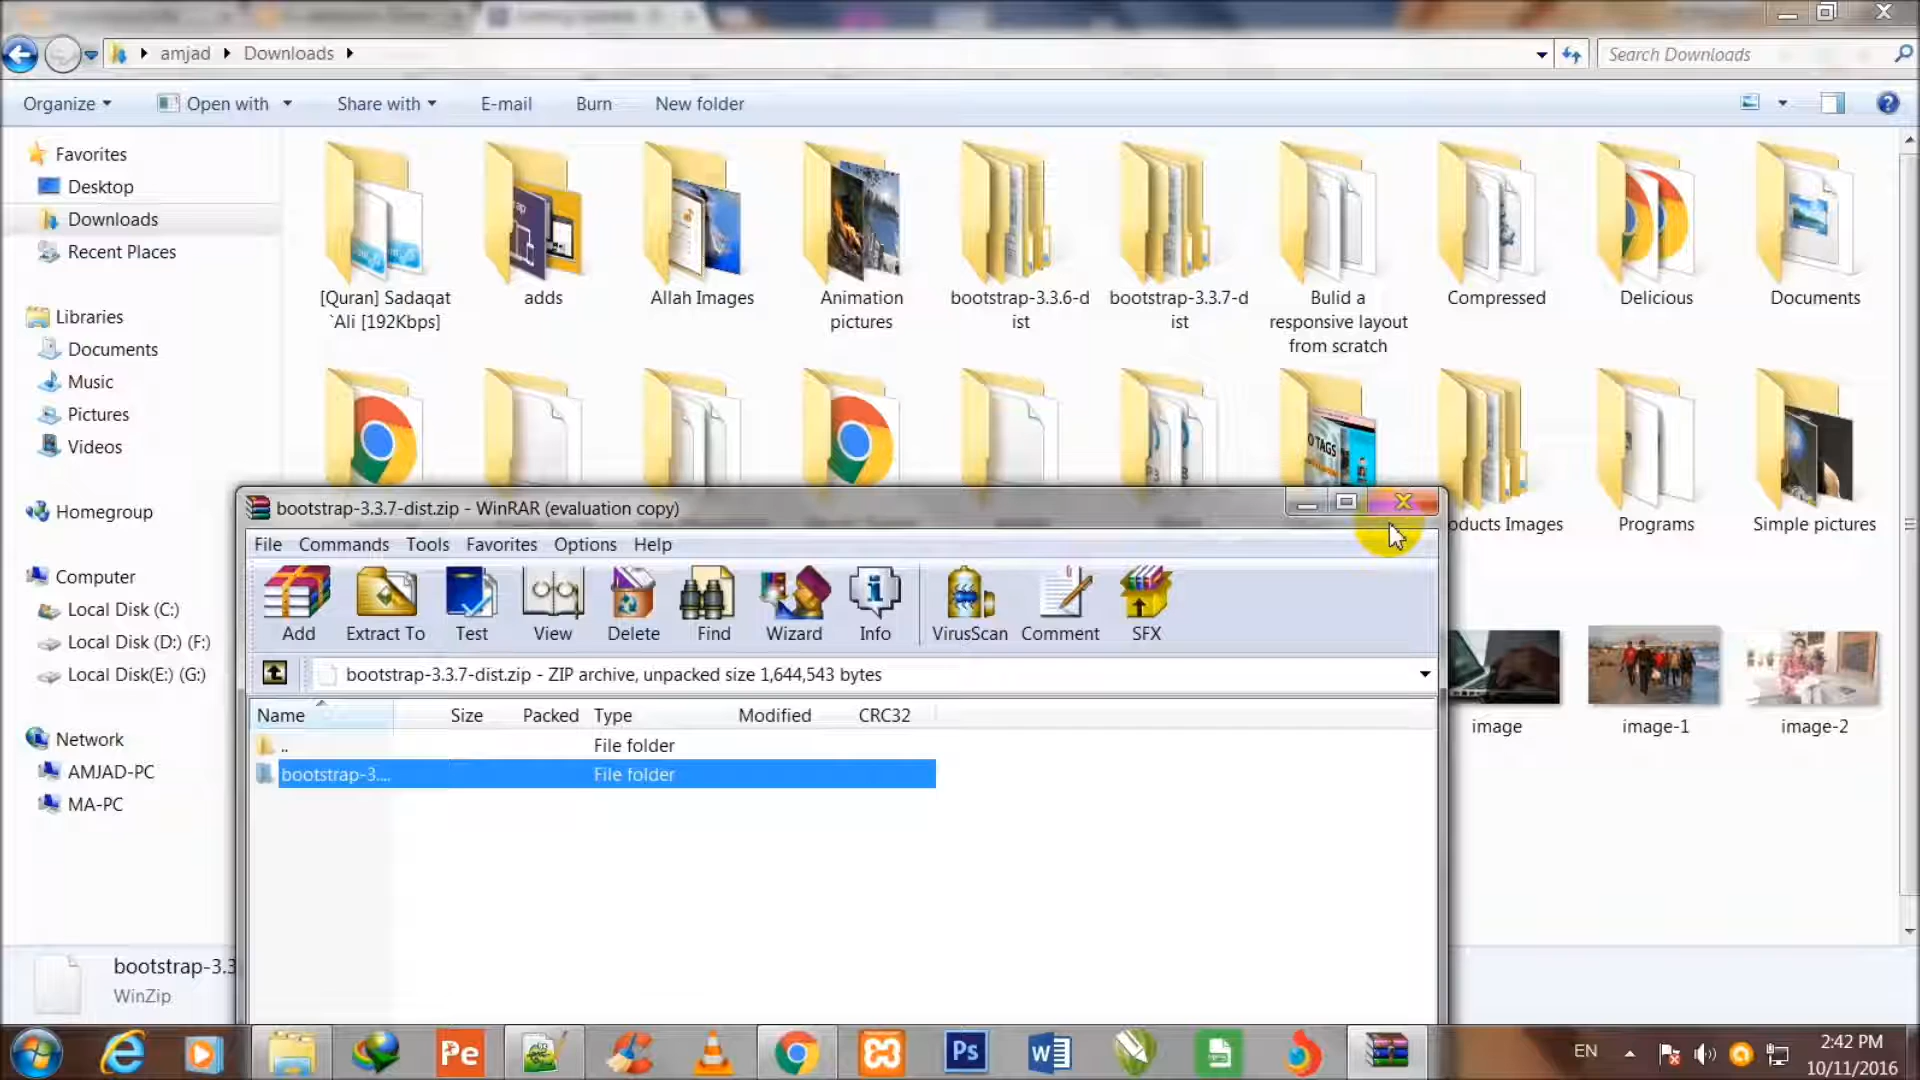 amjad
Downloads
Search Downloads
Organize
Open with
Share with
E-mail
Burn
New folder
Favorites
Desktop
Downloads
Recent Places
Libraries
Documents
Music
Pictures
Videos
Homegroup
Computer
Local Disk (C:)
Local Disk (D:) (F:)
Local Disk(E:) (G:)
Network
AMJAD-PC
MA-PC
[Quran] Sadaqat
`Ali [192Kbps]
adds
Allah Images
Animation
pictures
bootstrap-3.3.6-d
ist
bootstrap-3.3.7-d
ist
Bulid a
responsive layout
from scratch
Compressed
Delicious
Documents
oducts Images
Programs
Simple pictures
image
image-1
image-2
bootstrap-3.3.7-dist.zip - WinRAR (evaluation copy)
File
Commands
Tools
Favorites
Options
Help
Add
Extract To
Test
View
Delete
Find
Wizard
Info
VirusScan
Comment
SFX
bootstrap-3.3.7-dist.zip - ZIP archive, unpacked size 1,644,543 bytes
Name
Size
Packed
Type
Modified
CRC32
..
File folder
bootstrap-3....
File folder
bootstrap-3.3
WinZip
Pe
Ps
W
EN
2:42 PM
10/11/2016